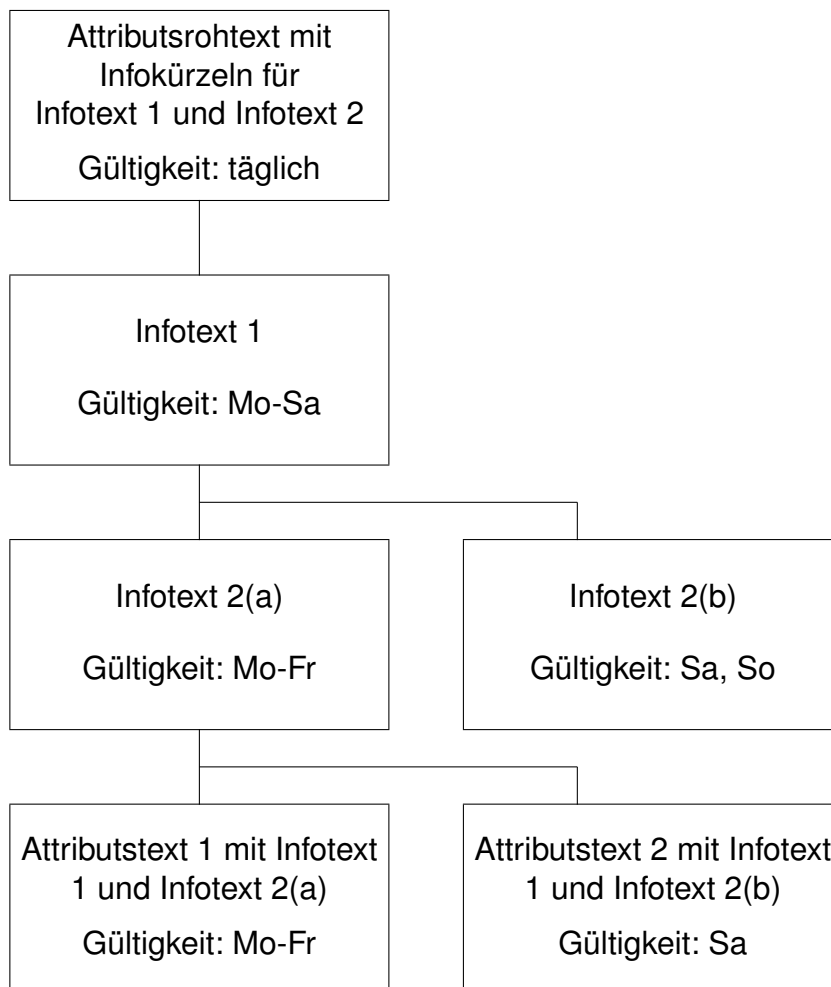 Attributsrohtext mit
Infokürzeln für
Infotext 1 und Infotext 2
Gültigkeit: täglich
Infotext 1
Gültigkeit: Mo-Sa
Infotext 2(a)
Gültigkeit: Mo-Fr
Infotext 2(b)
Gültigkeit: Sa, So
Attributstext 1 mit Infotext
1 und Infotext 2(a)
Gültigkeit: Mo-Fr
Attributstext 2 mit Infotext
1 und Infotext 2(b)
Gültigkeit: Sa